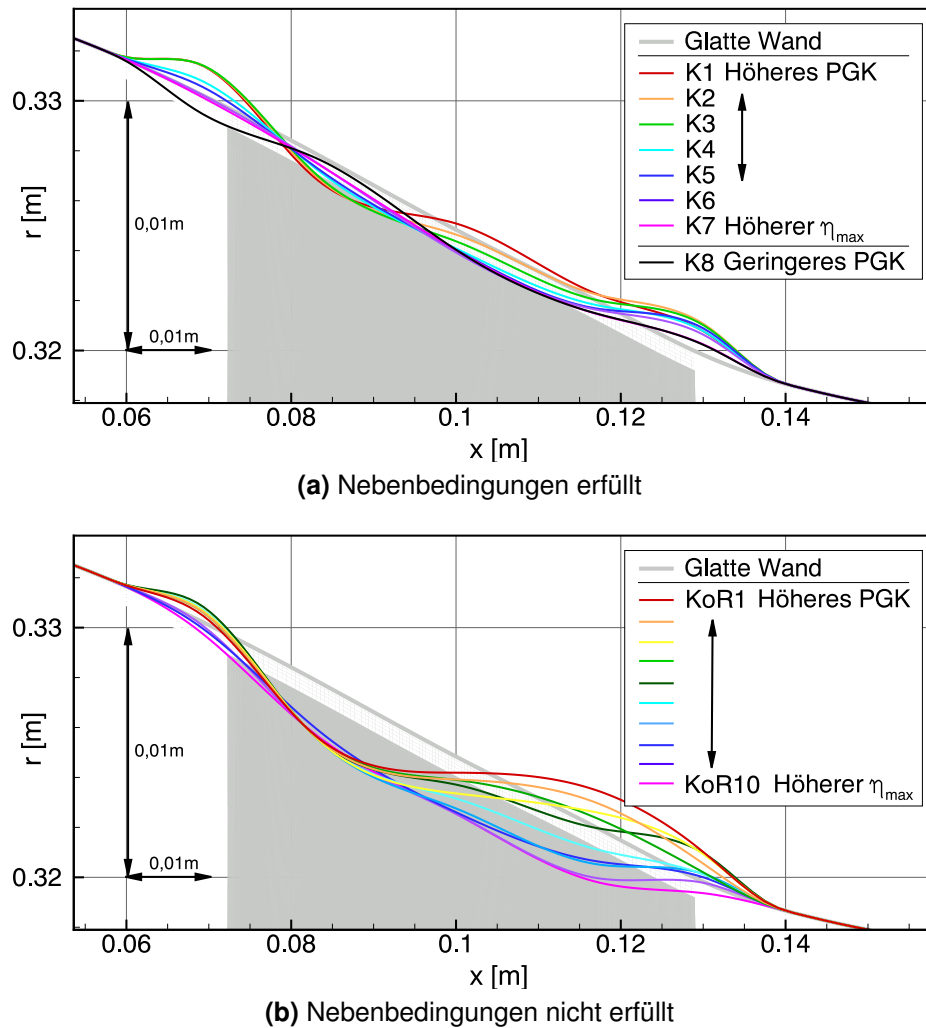 0.33
0.32
r [m]
0,01m
0,01m
0.06
0.08
0.1
0.12
0.14
x [m]
Glatte Wand
K1 Höheres PGK
K2
K3
K4
K5
K6
K7 Höherer ηmax
K8 Geringeres PGK
(a) Nebenbedingungen erfüllt
0.33
0.32
r [m]
0,01m
0,01m
0.06
0.08
0.1
0.12
0.14
x [m]
Glatte Wand
KoR1 Höheres PGK
KoR10 Höherer ηmax
(b) Nebenbedingungen nicht erfüllt